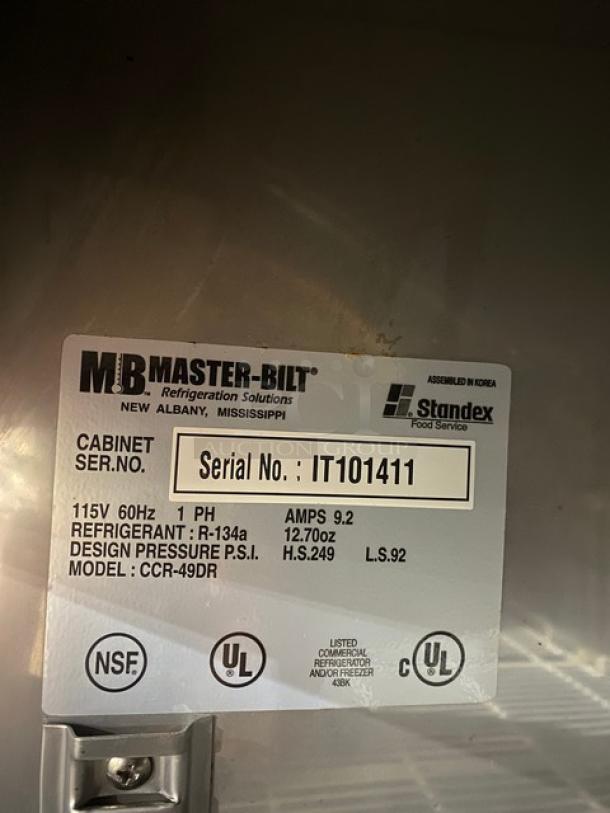 MB MASTER-BILT®
Refrigeration Solutions
NEW ALBANY, MISSISSIPPI
ASSEMBLED IN KOREA
Standex
Food Service
CABINET
SER.NO.
Serial No. : IT101411
AUCTION GROUP
115V 60Hz 1 PH AMPS 9.2
REFRIGERANT : R-134a 12.70oz
DESIGN PRESSURE P.S.I. H.S.249 L.S.92
MODEL : CCR-49DR
NSF
UL
LISTED
COMMERCIAL
REFRIGERATOR
AND/OR FREEZER
43BK
C UL